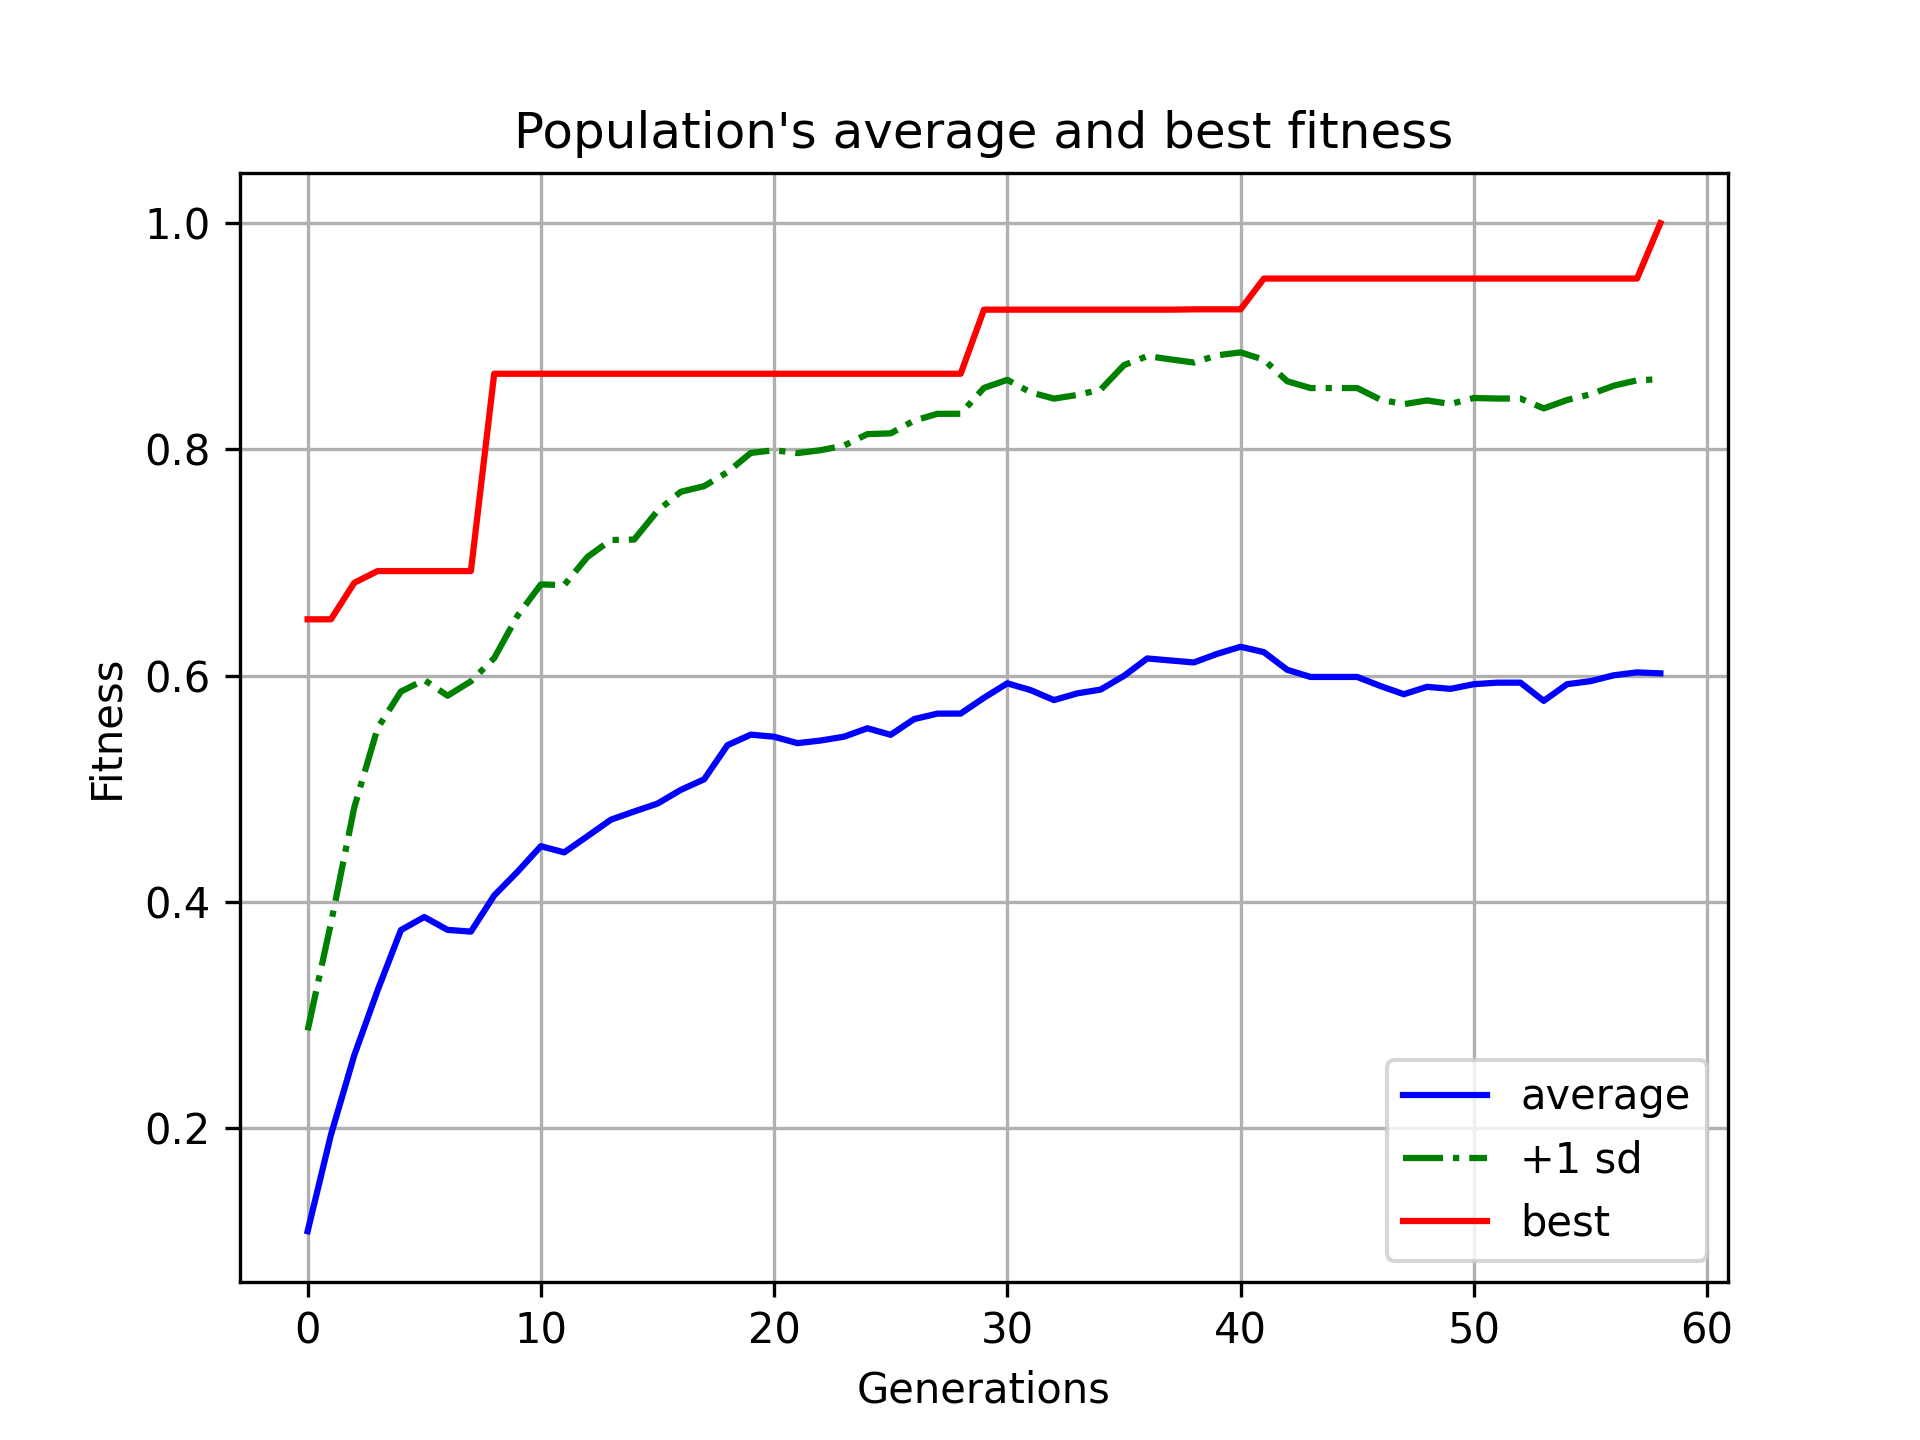 Population's average and best fitness
1.0
0.8
0.6
0.4
0.2
Fitness
average
+1 sd
best
0 10 20 30 40 50 60
Generations